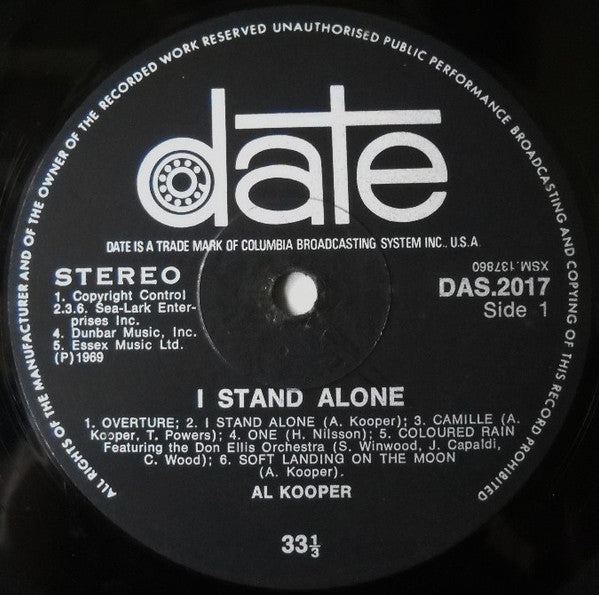 ALL RIGHTS OF THE MANUFACTURER AND OF THE OWNER OF THE RECORDED WORK RESERVED UNAUTHORISED PUBLIC PERFORMANCE BROADCASTING AND COPYING OF THIS RECORD PROHIBITED
date
DATE IS A TRADE MARK OF COLUMBIA BROADCASTING SYSTEM INC., U.S.A.
STEREO
1. Copyright Control
2.3.6. Sea-Lark Enter-
prises Inc.
4. Dunbar Music, Inc.
5. Essex Music Ltd.
(P)1969
XSM.137860
DAS.2017
Side 1
I STAND ALONE
1. OVERTURE; 2. I STAND ALONE (A. Kooper); 3. CAMILLE (A.
Kooper, T. Powers); 4. ONE (H. Nilsson); 5. COLOURED RAIN
Featuring the Don Ellis Orchestra (S. Winwood, J. Capaldi,
C. Wood); 6. SOFT LANDING ON THE MOON
(A. Kooper).
AL KOOPER
33⅓